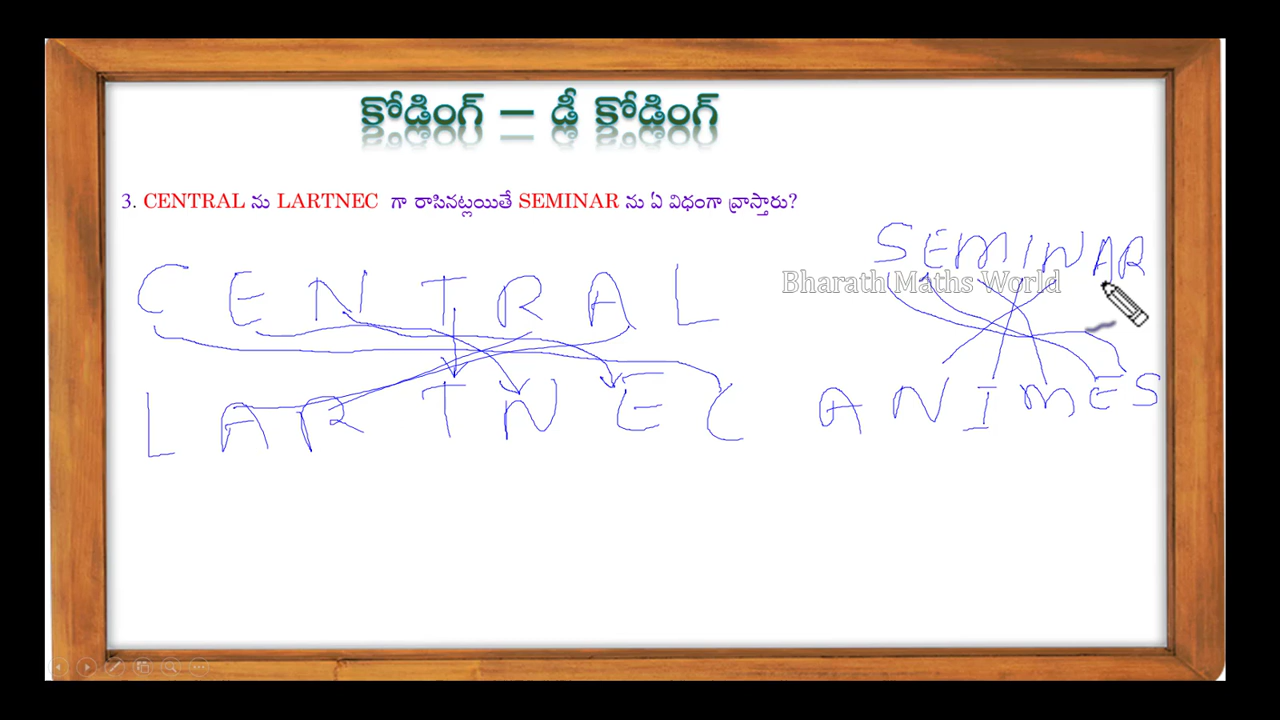 కోడింగ్ – డీ కోడింగ్
3. CENTRAL ను LARTNEC గా రాసినట్లయితే SEMINAR ను ఏ విధంగా వ్రాస్తారు?
SEMINAR
Bharath Maths World
CENTRAL
LARTNEC ANIMES